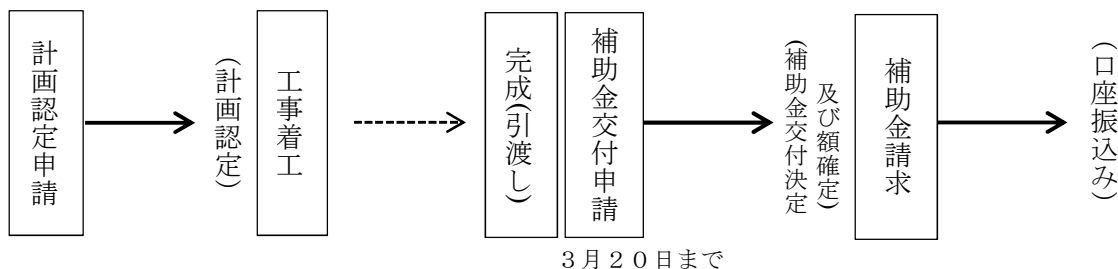 計画認定申請
(計画認定)
工事着工
完成(引渡し)
補助金交付申請
(補助金交付決定
及び額確定)
補助金請求
(口座振込み)
３月２０日まで